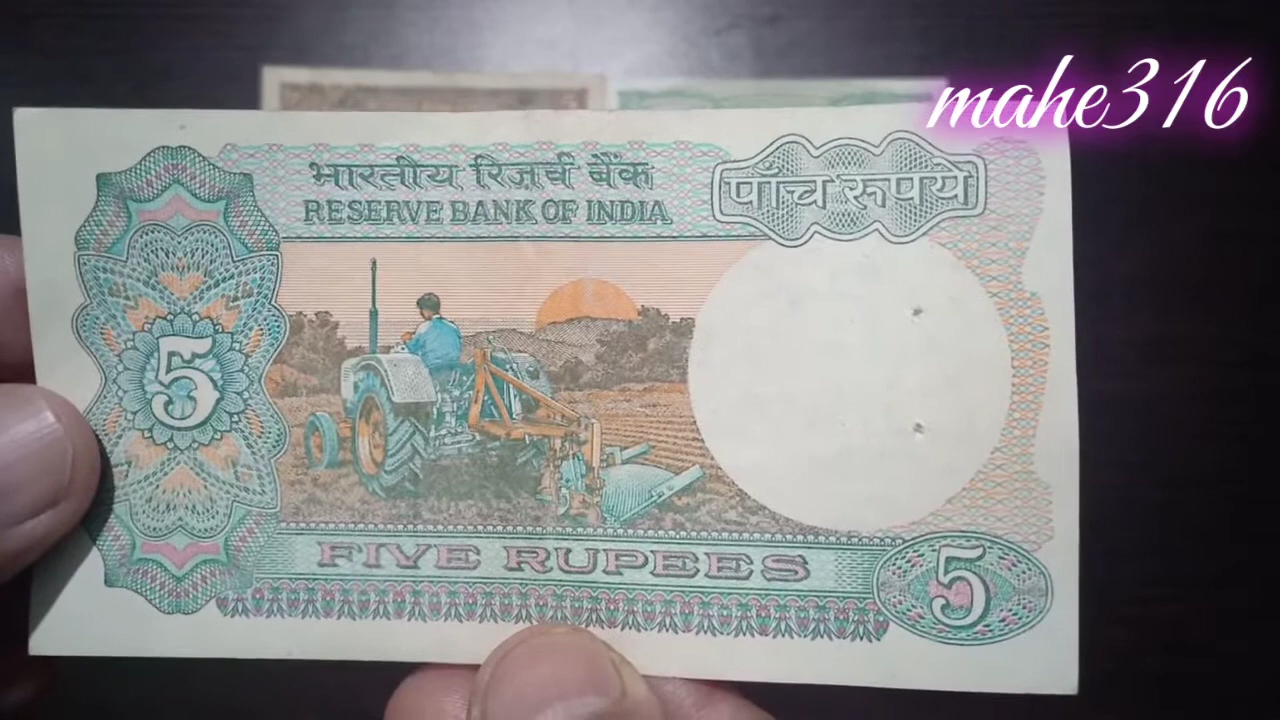 mahe316
भारतीय रिज़र्व बैंक
पाँच रुपये
RESERVE BANK OF INDIA
5
FIVE RUPEES
5